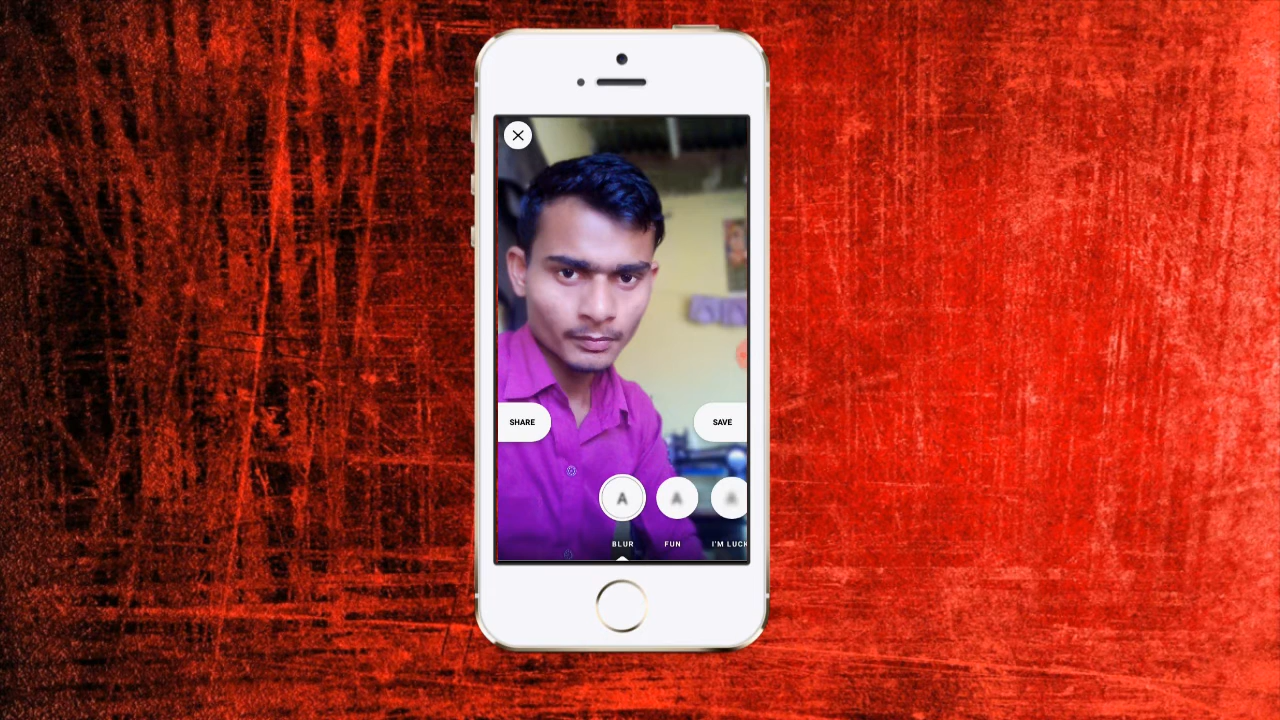 SHARE
SAVE
A
A
A
BLUR
FUN
I'M LUCK